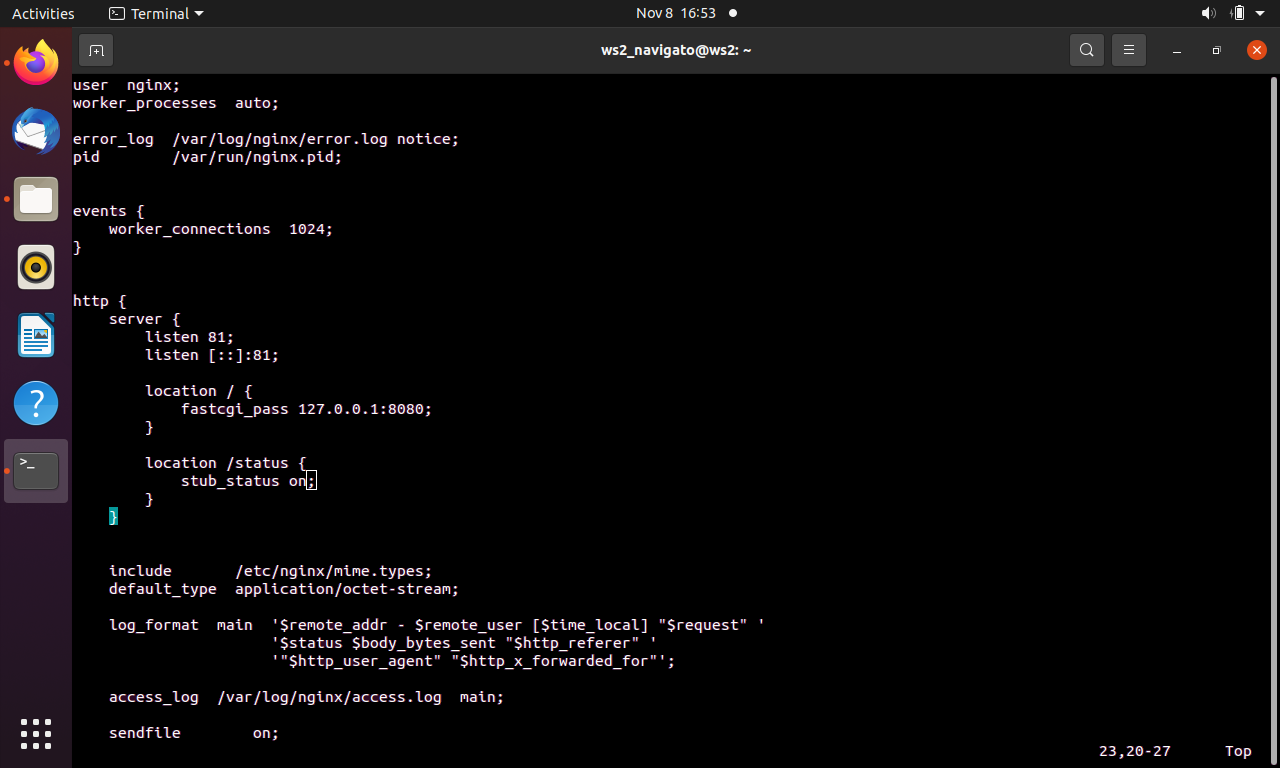 Activities Terminal Nov 8 16:53
ws2_navigato@ws2: ~
user  nginx;
worker_processes  auto;
error_log  /var/log/nginx/error.log notice;
pid        /var/run/nginx.pid;
events {
    worker_connections  1024;
}
http {
    server {
        listen 81;
        listen [::]:81;
        location / {
            fastcgi_pass 127.0.0.1:8080;
        }
        location /status {
            stub_status on;
        }
    }
    include       /etc/nginx/mime.types;
    default_type  application/octet-stream;
    log_format  main  '$remote_addr - $remote_user [$time_local] "$request" '
                      '$status $body_bytes_sent "$http_referer" '
                      '"$http_user_agent" "$http_x_forwarded_for"';
    access_log  /var/log/nginx/access.log  main;
    sendfile        on;
23,20-27      Top